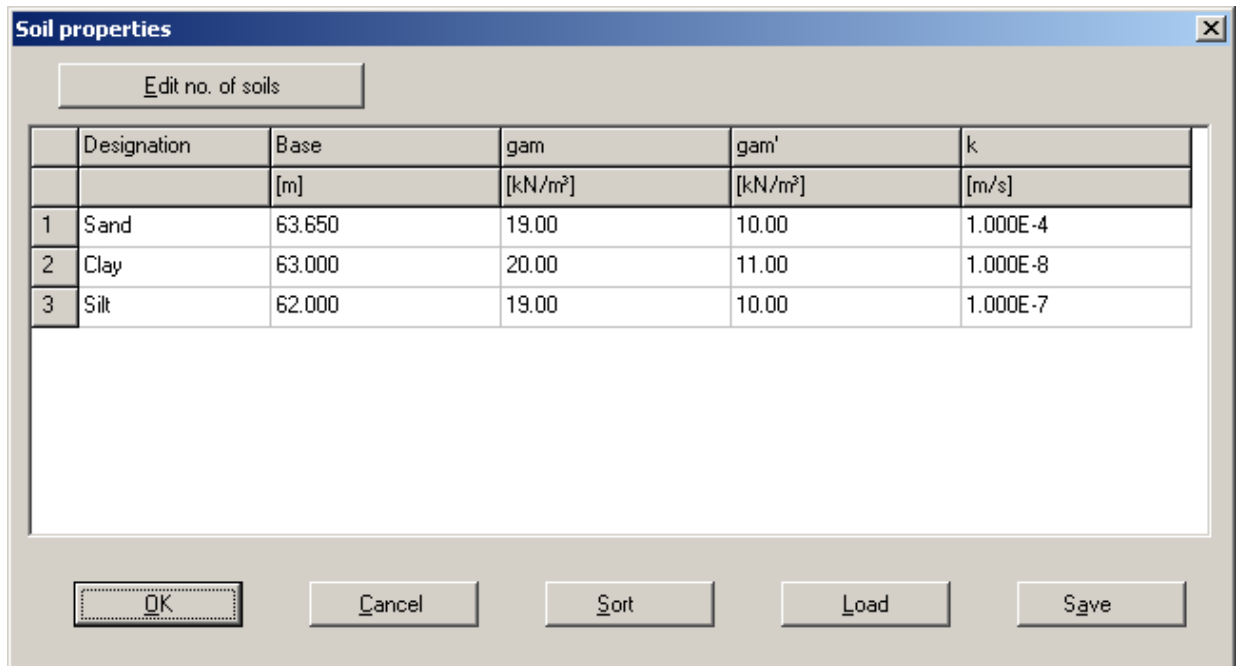 Soil properties
Edit no. of soils
Designation Base gam gam' k
[m] [kN/m³] [kN/m³] [m/s]
1 Sand 63.650 19.00 10.00 1.000E-4
2 Clay 63.000 20.00 11.00 1.000E-8
3 Silt 62.000 19.00 10.00 1.000E-7
OK Cancel Sort Load Save